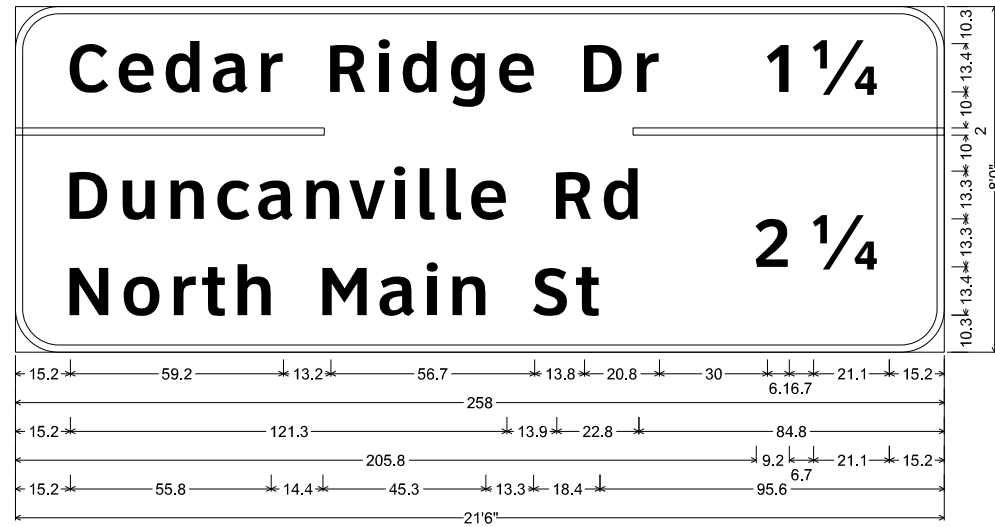 Cedar Ridge Dr 1 ¼
Duncanville Rd
2 ¼
North Main St
10.3
13.4
10
2
10
13.3
13.3
13.4
10.3
8'0"
15.2 59.2 13.2 56.7 13.8 20.8 30 6.1 6.7 21.1 15.2
258
15.2 121.3 13.9 22.8 84.8
205.8 9.2 6.7 21.1 15.2
15.2 55.8 14.4 45.3 13.3 18.4 95.6
21'6"